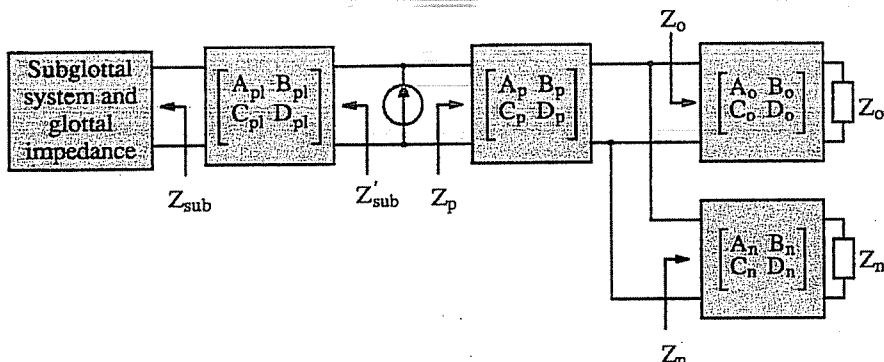 Subglottal
system and
glottal
impedance
Z_sub
A_pl B_pl
C_pl D_pl
Z'_sub
Z_p
A_p B_p
C_p D_p
Z_o
A_o B_o
C_o D_o
Z_o
A_n B_n
C_n D_n
Z_n
Z_n